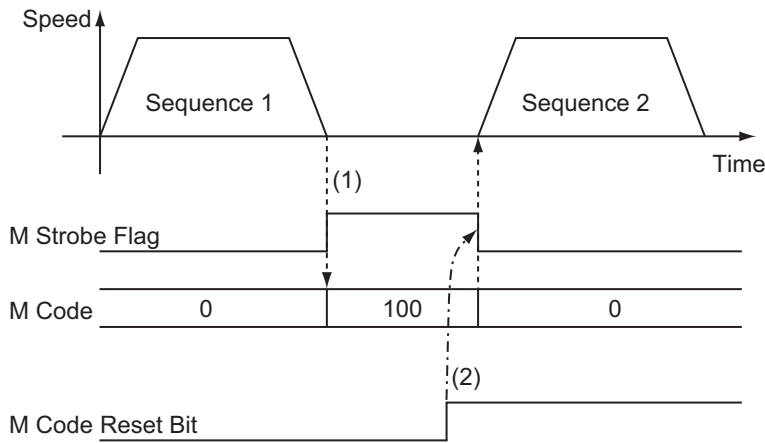 Speed
Sequence 1
Sequence 2
Time
(1)
M Strobe Flag
M Code
0
100
0
(2)
M Code Reset Bit